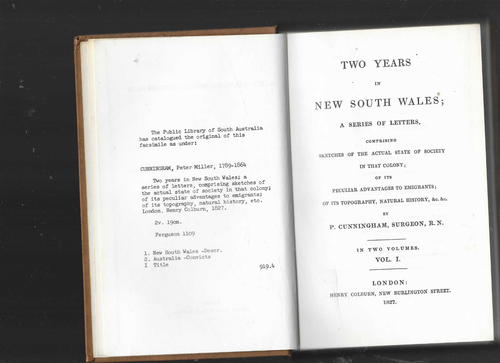 The Public Library of South Australia
has catalogued the original of this
facsimile as under:
CUNNINGHAM, Peter Miller, 1789-1864
Two years in New South Wales; a
series of letters, comprising sketches of
the actual state of society in that colony;
of its peculiar advantages to emigrants;
of its topography, natural history, etc.
London. Henry Colburn, 1827.
2v. 19cm.
Ferguson 1109
1. New South Wales -Descr.
2. Australia -Convicts
I Title 919.4
TWO YEARS
IN
NEW SOUTH WALES;
A SERIES OF LETTERS,
COMPRISING
SKETCHES OF THE ACTUAL STATE OF SOCIETY
IN THAT COLONY;
OF ITS
PECULIAR ADVANTAGES TO EMIGRANTS;
OF ITS TOPOGRAPHY, NATURAL HISTORY, &c. &c.
BY
P. CUNNINGHAM, SURGEON, R. N.
IN TWO VOLUMES.
VOL. I.
LONDON:
HENRY COLBURN, NEW BURLINGTON STREET.
1827.